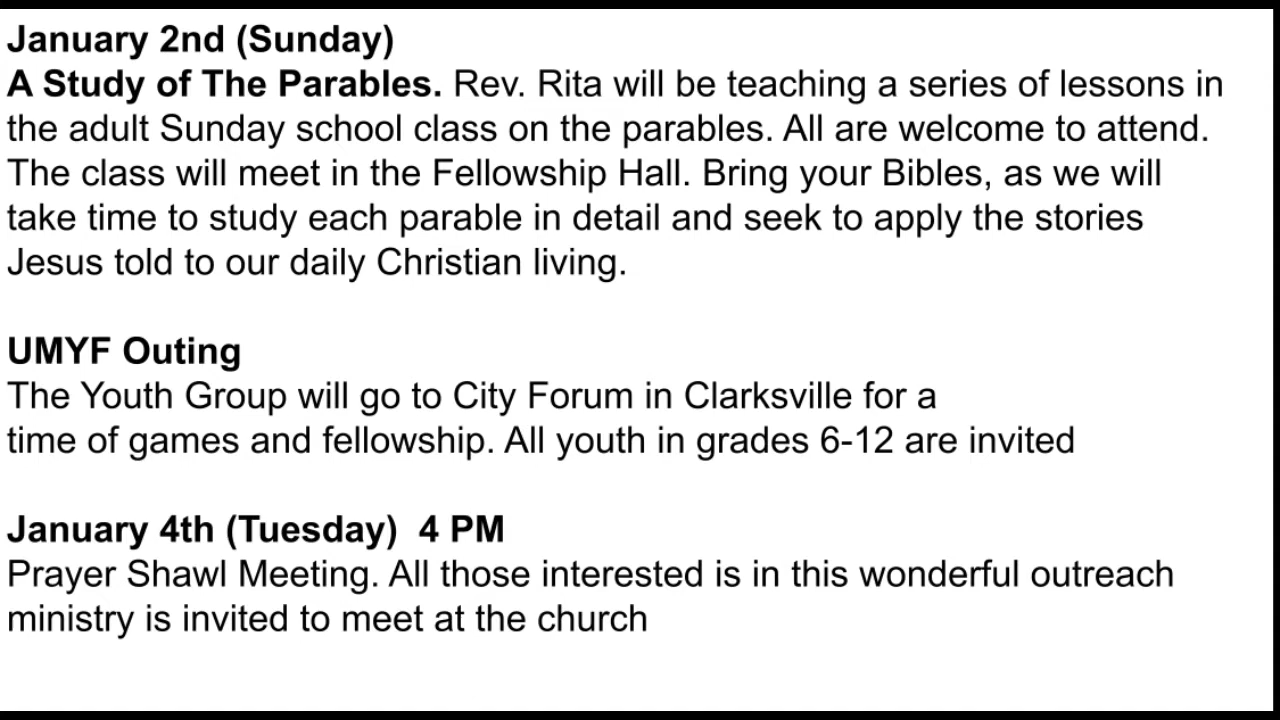 January 2nd (Sunday)
A Study of The Parables. Rev. Rita will be teaching a series of lessons in
the adult Sunday school class on the parables. All are welcome to attend.
The class will meet in the Fellowship Hall. Bring your Bibles, as we will
take time to study each parable in detail and seek to apply the stories
Jesus told to our daily Christian living.
UMYF Outing
The Youth Group will go to City Forum in Clarksville for a
time of games and fellowship. All youth in grades 6-12 are invited
January 4th (Tuesday)  4 PM
Prayer Shawl Meeting. All those interested is in this wonderful outreach
ministry is invited to meet at the church